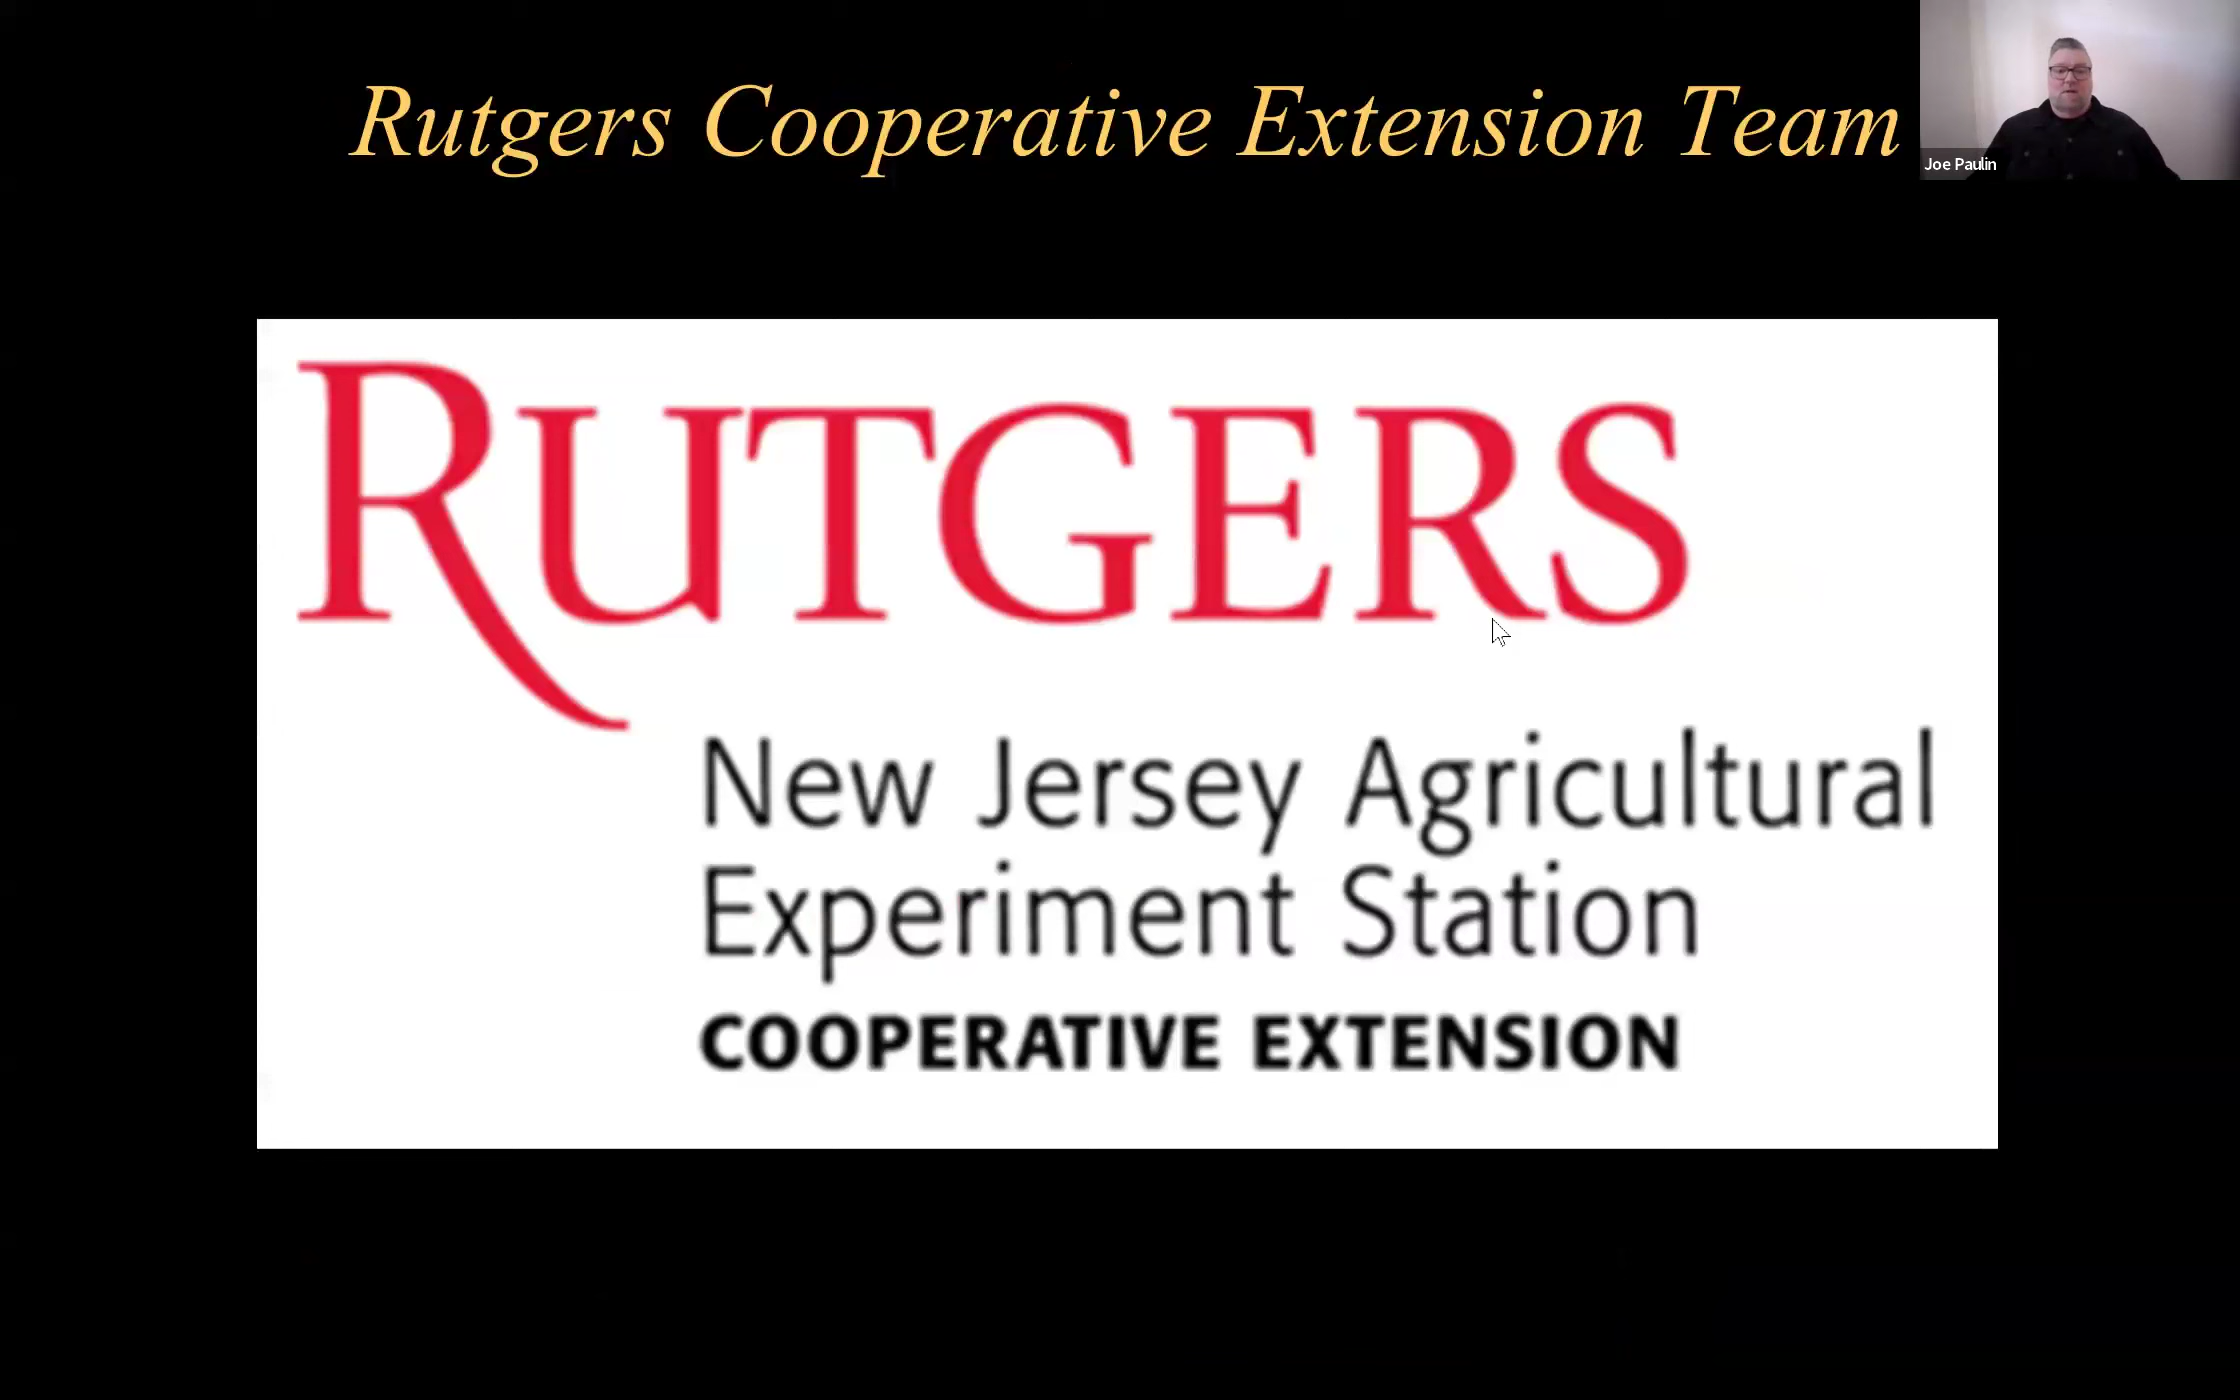 Rutgers Cooperative Extension Team
Joe Paulin
RUTGERS
New Jersey Agricultural
Experiment Station
COOPERATIVE EXTENSION